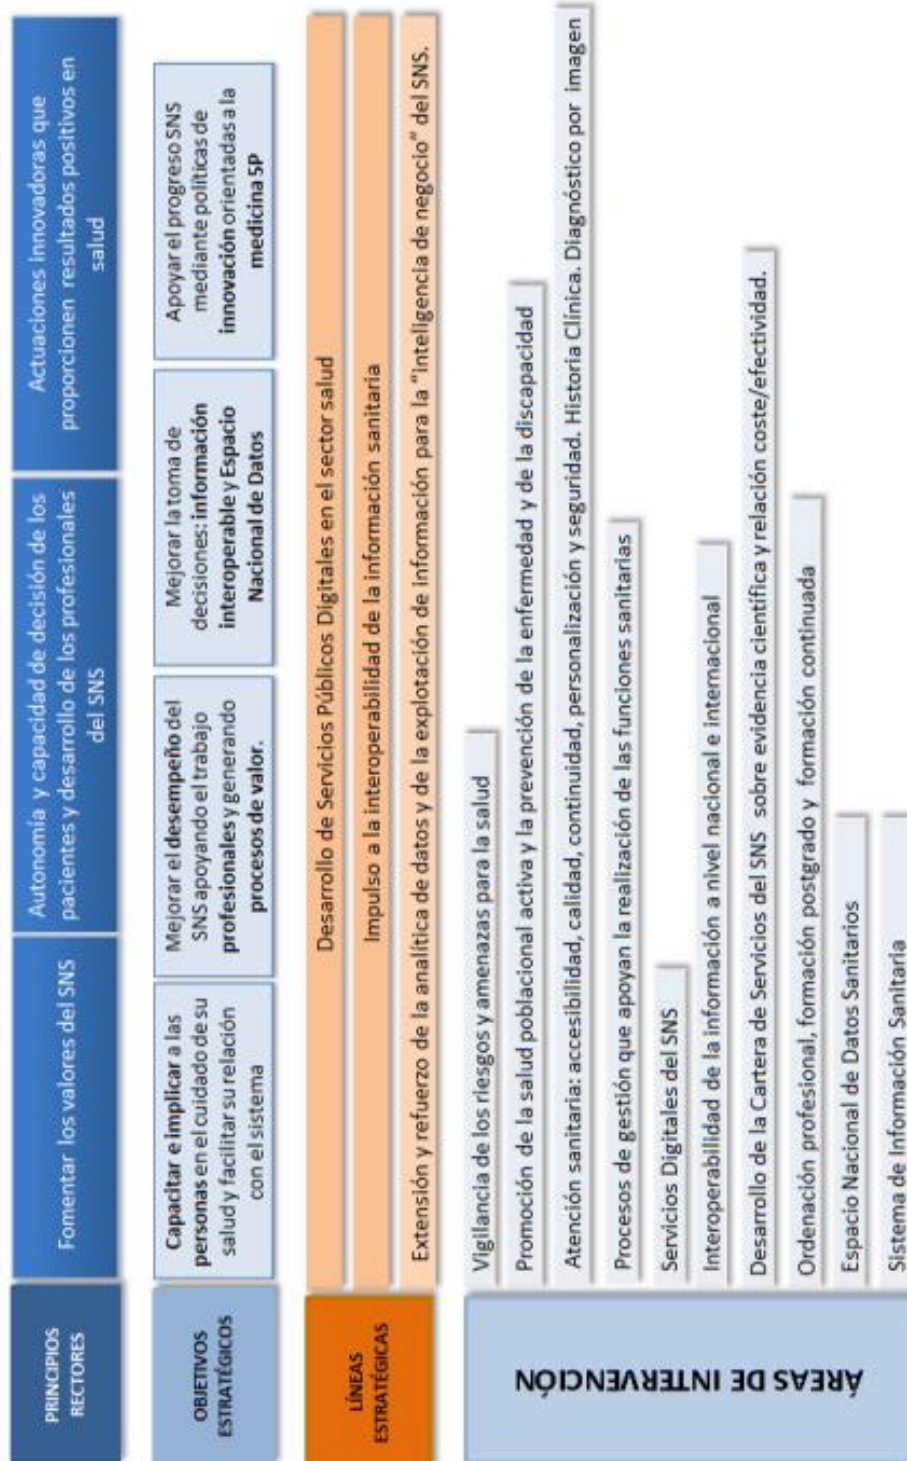 PRINCIPIOS
RECTORES
Fomentar los valores del SNS
Autonomía y capacidad de decisión de los
pacientes y desarrollo de los profesionales
del SNS
Actuaciones innovadoras que
proporcionen resultados positivos en
salud
OBJETIVOS
ESTRATÉGICOS
Capacitar e implicar a las
personas en el cuidado de su
salud y facilitar su relación
con el sistema
Mejorar el desempeño del
SNS apoyando el trabajo
profesionales y generando
procesos de valor.
Mejorar la toma de
decisiones: información
interoperable y Espacio
Nacional de Datos
Apoyar el progreso SNS
mediante políticas de
innovación orientadas a la
medicina 5P
LÍNEAS
ESTRATÉGICAS
Desarrollo de Servicios Públicos Digitales en el sector salud
Impulso a la interoperabilidad de la información sanitaria
Extensión y refuerzo de la analítica de datos y de la explotación de información para la "inteligencia de negocio" del SNS.
ÁREAS DE INTERVENCIÓN
Vigilancia de los riesgos y amenazas para la salud
Promoción de la salud poblacional activa y la prevención de la enfermedad y de la discapacidad
Atención sanitaria: accesibilidad, calidad, continuidad, personalización y seguridad. Historia Clínica. Diagnóstico por imagen
Procesos de gestión que apoyan la realización de las funciones sanitarias
Servicios Digitales del SNS
Interoperabilidad de la información a nivel nacional e internacional
Desarrollo de la Cartera de Servicios del SNS sobre evidencia científica y relación coste/efectividad.
Ordenación profesional, formación postgrado y formación continuada
Espacio Nacional de Datos Sanitarios
Sistema de Información Sanitaria